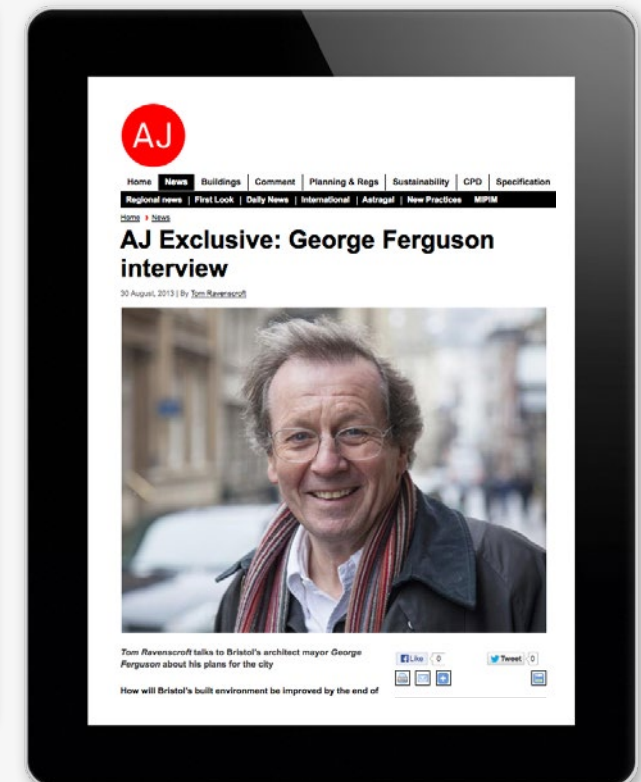 AJ
Home News Buildings Comment Planning & Regs Sustainability CPD Specification
Regional news | First Look | Daily News | International | Astragal | New Practices MIPIM
Home News
AJ Exclusive: George Ferguson
interview
30 August, 2013 | By Tom Ravenscroft
Tom Ravenscroft talks to Bristol's architect mayor George
Ferguson about his plans for the city
Like 0
Tweet 0
How will Bristol's built environment be improved by the end of